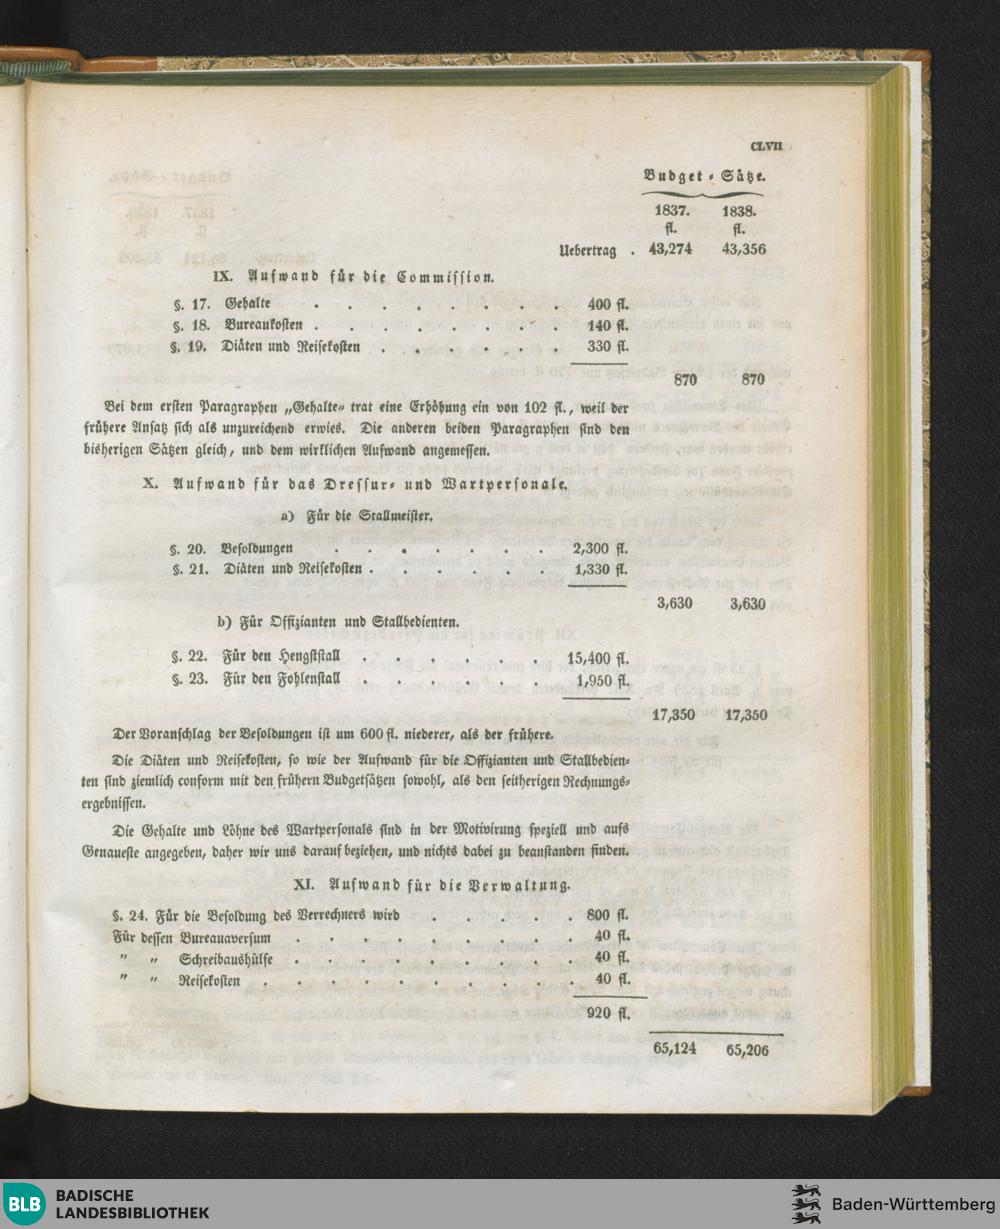 CLVII
Budget-Sätze.
1837. 1838.
fl. fl.
Uebertrag . 43,274 43,356
IX. Aufwand für die Commission.
§. 17. Gehalte . . . . . . . . 400 fl.
§. 18. Bureaukosten . . . . . . . . 140 fl.
§. 19. Diäten und Reisekosten . . . . . . 330 fl.
870 870
Bei dem ersten Paragraphen „Gehalte“ trat eine Erhöhung ein von 102 fl., weil der
frühere Ansatz sich als unzureichend erwies. Die anderen beiden Paragraphen sind den
bisherigen Sätzen gleich, und dem wirklichen Aufwand angemessen.
X. Aufwand für das Dressur- und Wartpersonale.
a) Für die Stallmeister.
§. 20. Besoldungen . . . . . . . 2,300 fl.
§. 21. Diäten und Reisekosten . . . . . . 1,330 fl.
3,630 3,630
b) Für Offizianten und Stallbedienten.
§. 22. Für den Hengststall . . . . . . 15,400 fl.
§. 23. Für den Fohlenstall . . . . . . 1,950 fl.
17,350 17,350
Der Voranschlag der Besoldungen ist um 600 fl. niederer, als der frühere.
Die Diäten und Reisekosten, so wie der Aufwand für die Offizianten und Stallbedien-
ten sind ziemlich conform mit den frühern Budgetsätzen sowohl, als den seitherigen Rechnungs-
ergebnissen.
Die Gehalte und Löhne des Wartpersonals sind in der Motivirung speziell und aufs
Genaueste angegeben, daher wir uns darauf beziehen, und nichts dabei zu beanstanden finden.
XI. Aufwand für die Verwaltung.
§. 24. Für die Besoldung des Verrechners wird . . . . . 800 fl.
Für dessen Bureauaversum . . . . . . . . . 40 fl.
" " Schreibaushülfe . . . . . . . . . 40 fl.
" " Reisekosten . . . . . . . . . . 40 fl.
920 fl.
65,124 65,206
BLB BADISCHE
LANDESBIBLIOTHEK
Baden-Württemberg